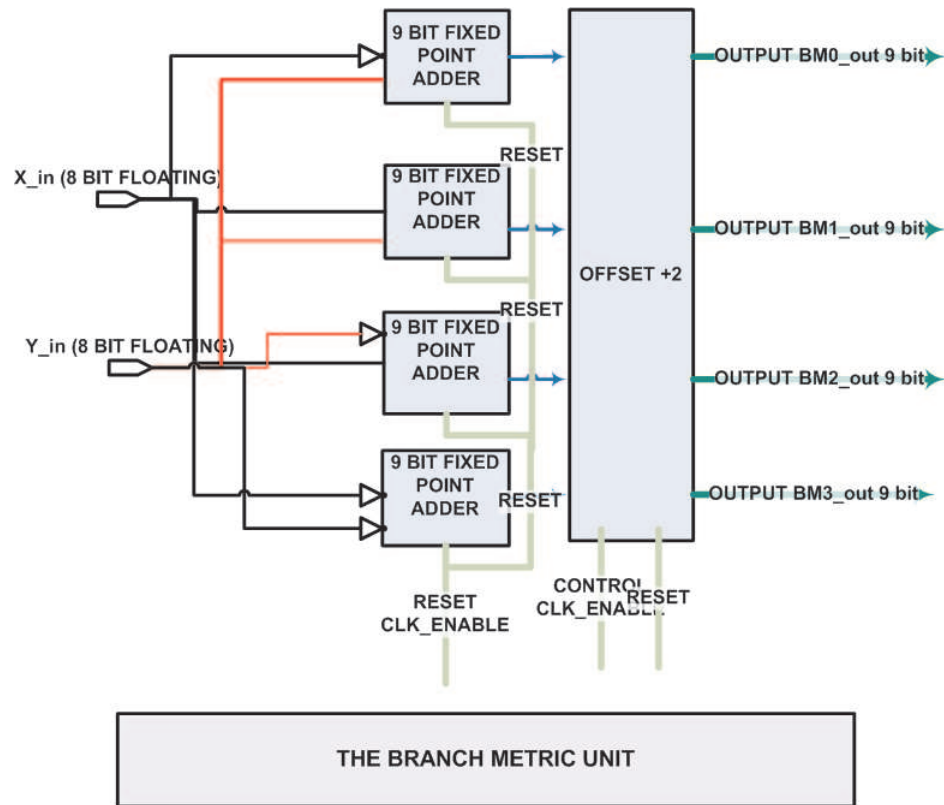 9 BIT FIXED
POINT
ADDER
OUTPUT BM0_out 9 bit
RESET
X_in (8 BIT FLOATING)
9 BIT FIXED
POINT
ADDER
OUTPUT BM1_out 9 bit
OFFSET +2
RESET
Y_in (8 BIT FLOATING)
9 BIT FIXED
POINT
ADDER
OUTPUT BM2_out 9 bit
9 BIT FIXED
POINT
ADDER
RESET
OUTPUT BM3_out 9 bit
RESET
CLK_ENABLE
CONTROL
CLK_ENABLE
RESET
THE BRANCH METRIC UNIT